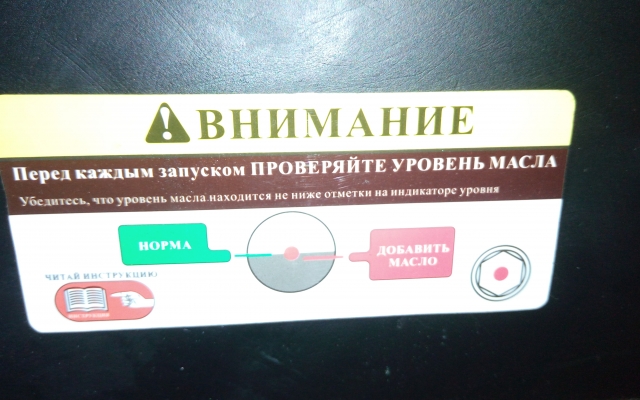 ВНИМАНИЕ
Перед каждым запуском ПРОВЕРЯЙТЕ УРОВЕНЬ МАСЛА
Убедитесь, что уровень масла находится не ниже отметки на индикаторе уровня
НОРМА
ДОБАВИТЬ
МАСЛО
ЧИТАЙ ИНСТРУКЦИЮ
ИНСТРУКЦИЯ